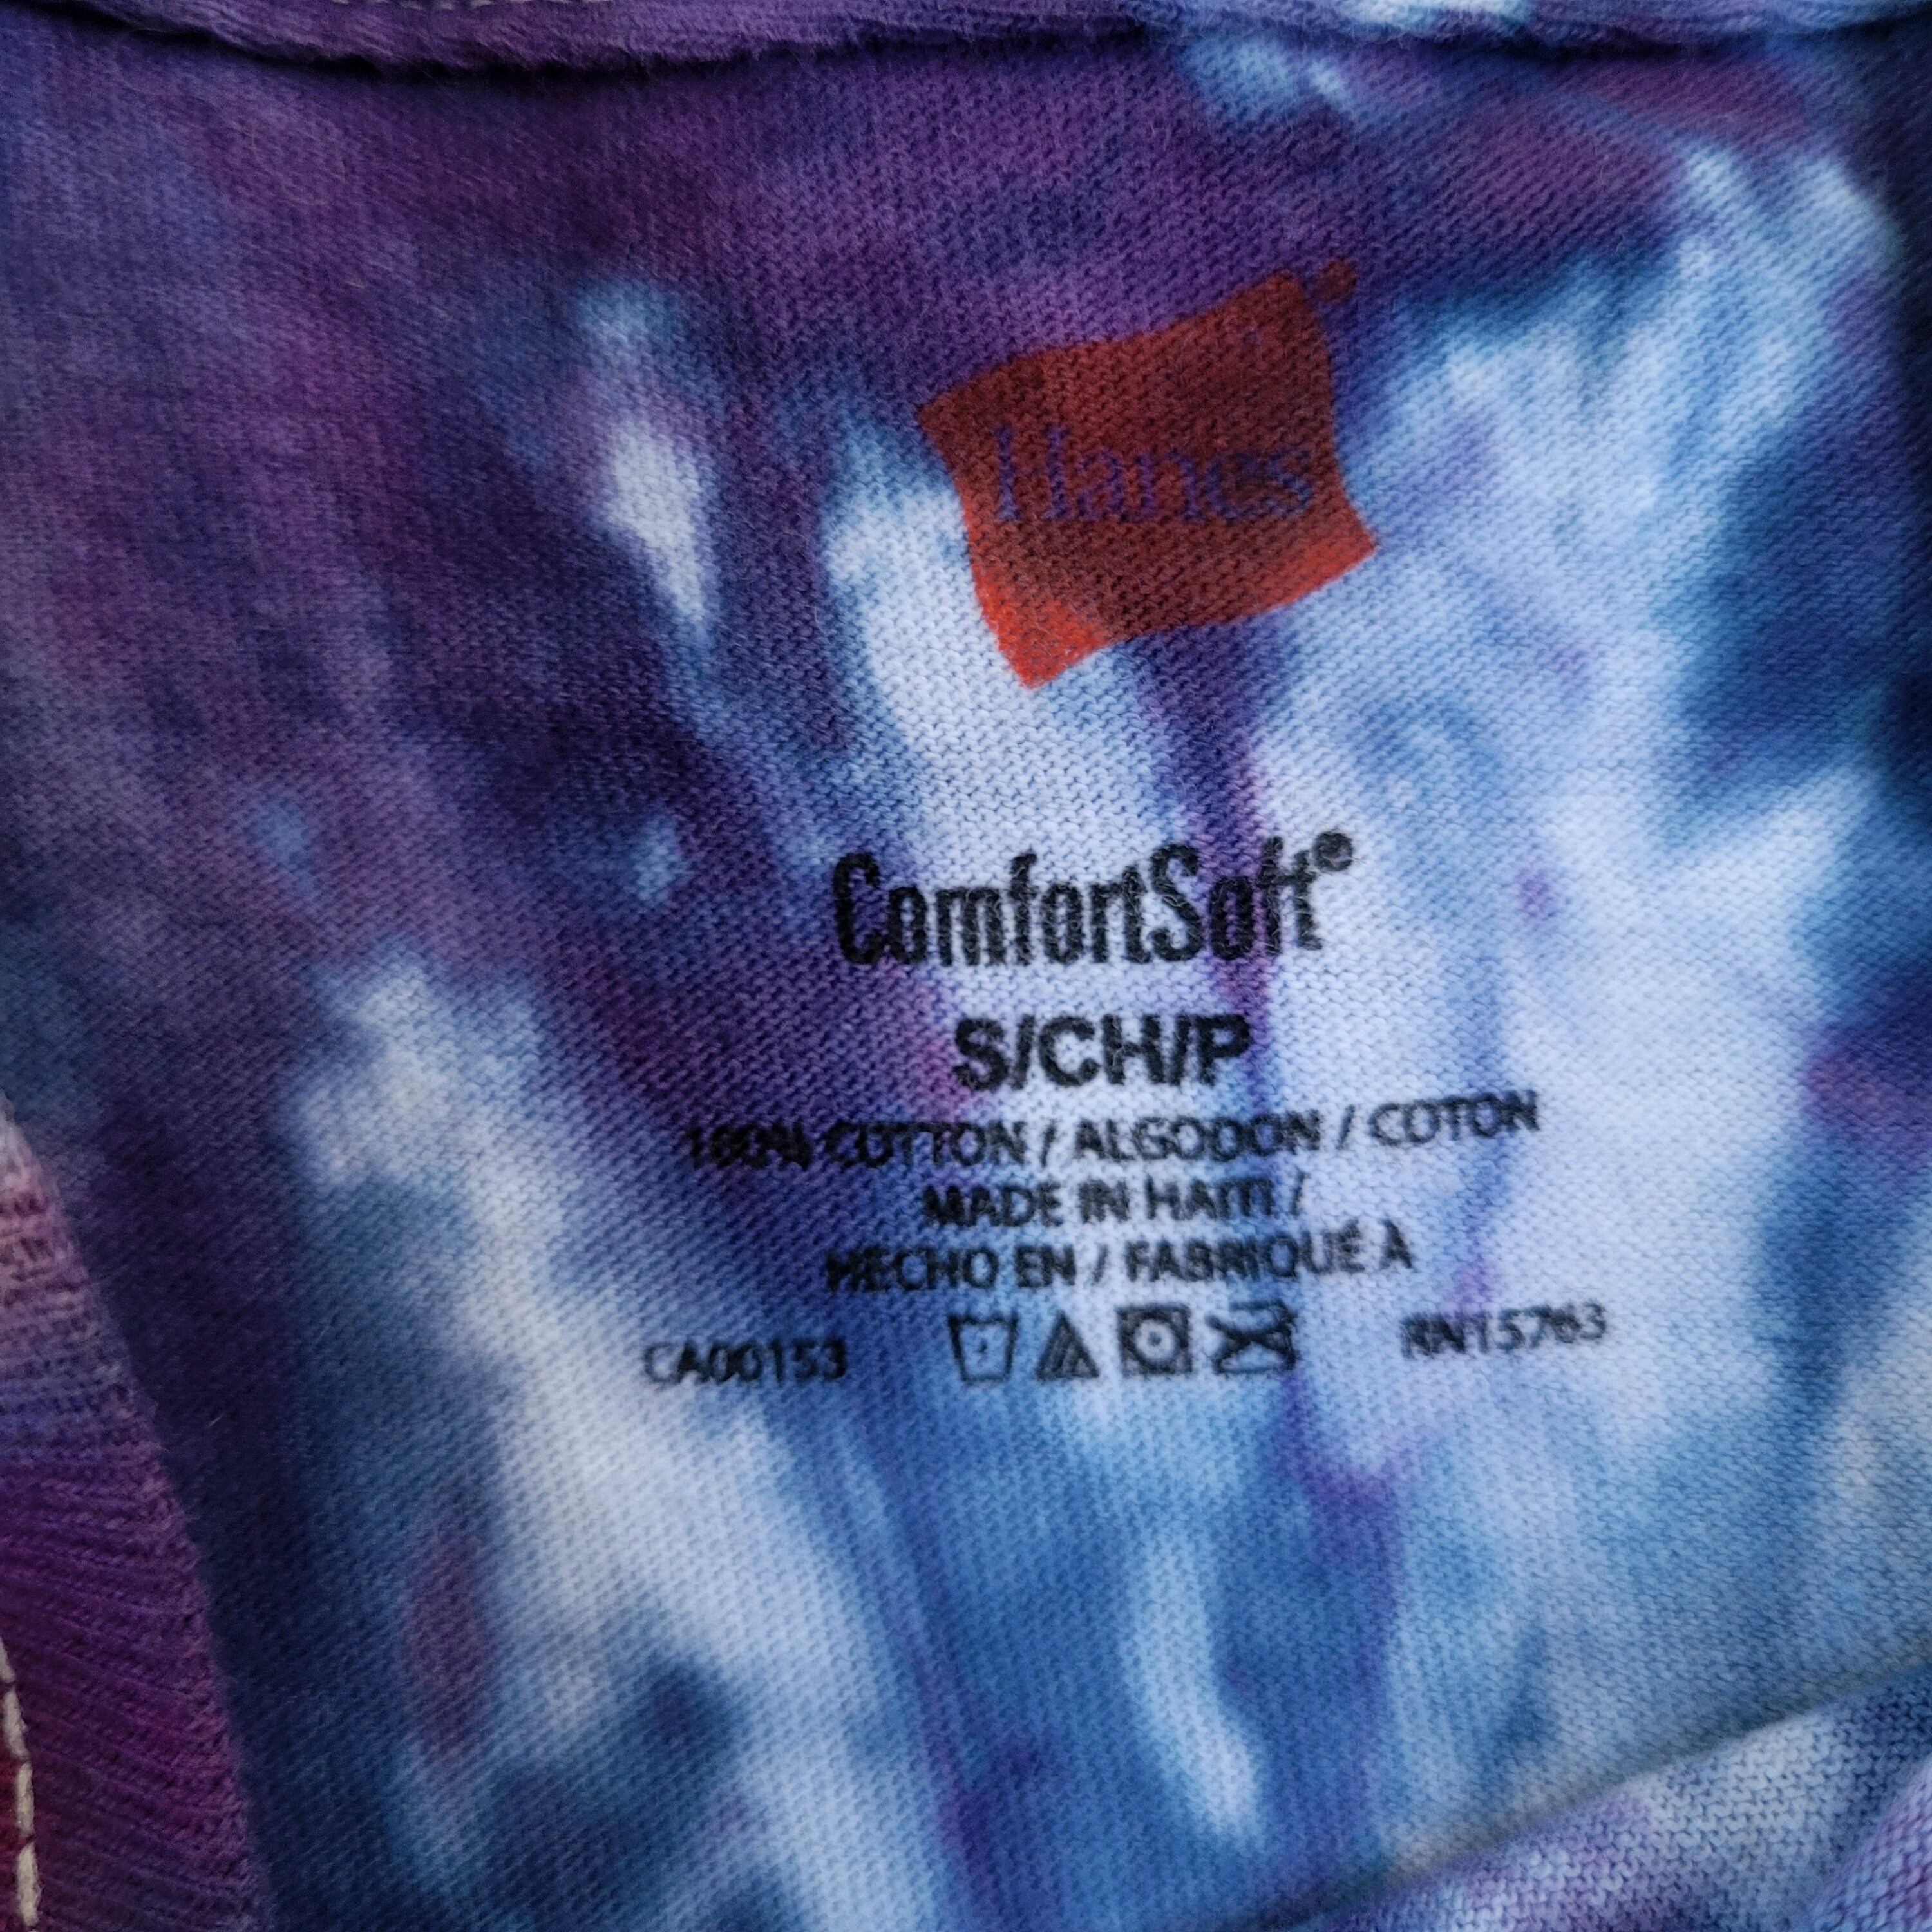 Hanes®
ComfortSoft®
S/CH/P
100% COTTON / ALGODON / COTON
MADE IN HAITI /
HECHO EN / FABRIQUÉ À
CA00153 RN15763